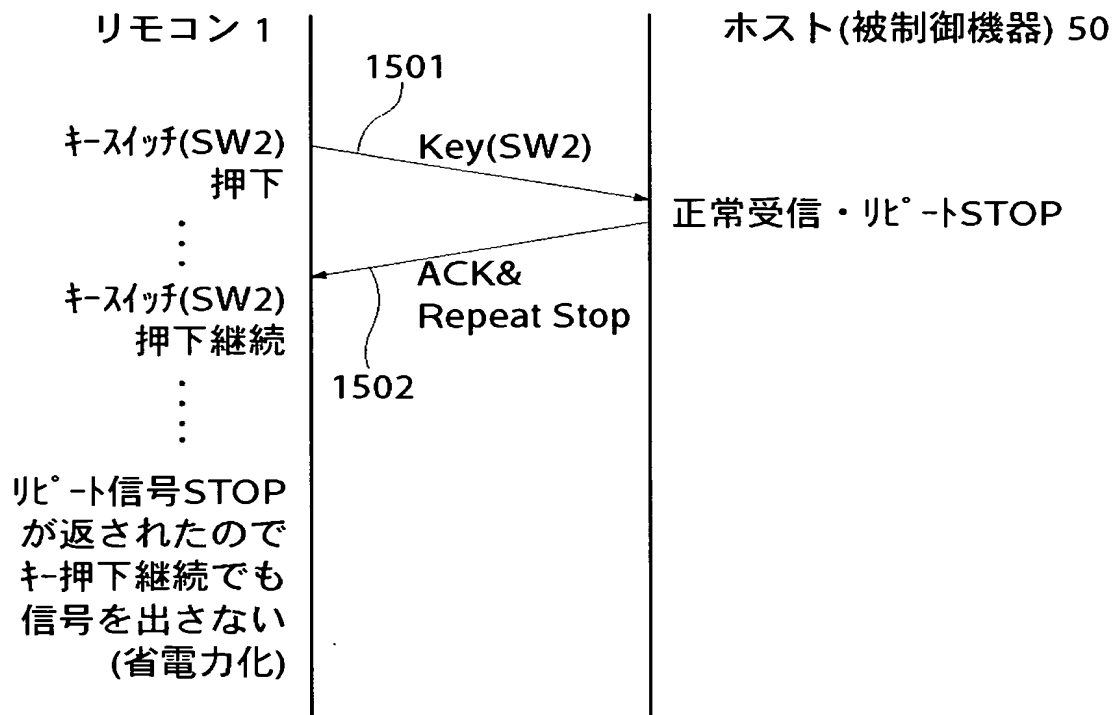 リモコン 1
ホスト(被制御機器) 50
1501
ｷｰｽｲｯﾁ(SW2)
押下
Key(SW2)
正常受信・ﾘﾋﾟｰﾄSTOP
ACK&
Repeat Stop
ｷｰｽｲｯﾁ(SW2)
押下継続
1502
ﾘﾋﾟｰﾄ信号STOP
が返されたので
ｷｰ押下継続でも
信号を出さない
(省電力化)